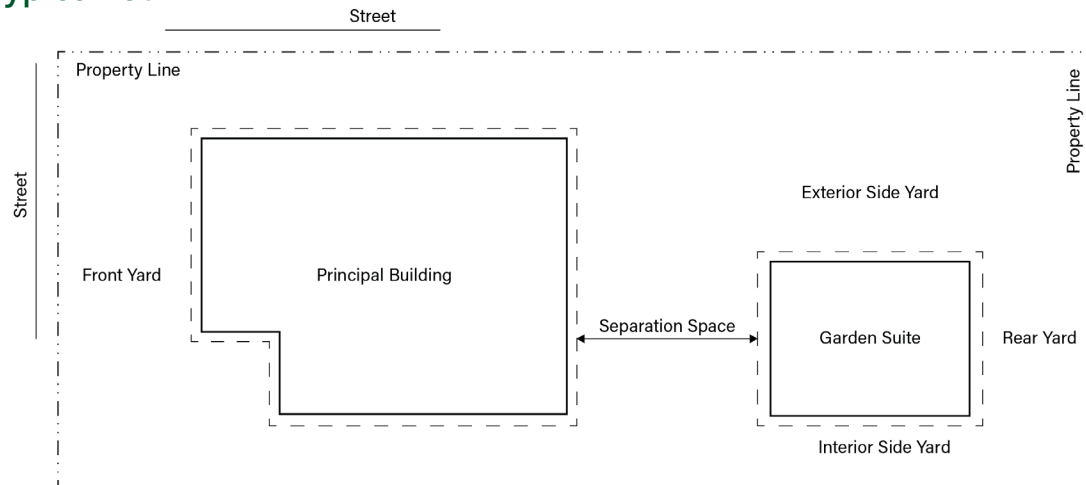 Street
Property Line
Property Line
Street
Exterior Side Yard
Front Yard
Principal Building
Separation Space
Garden Suite
Rear Yard
Interior Side Yard